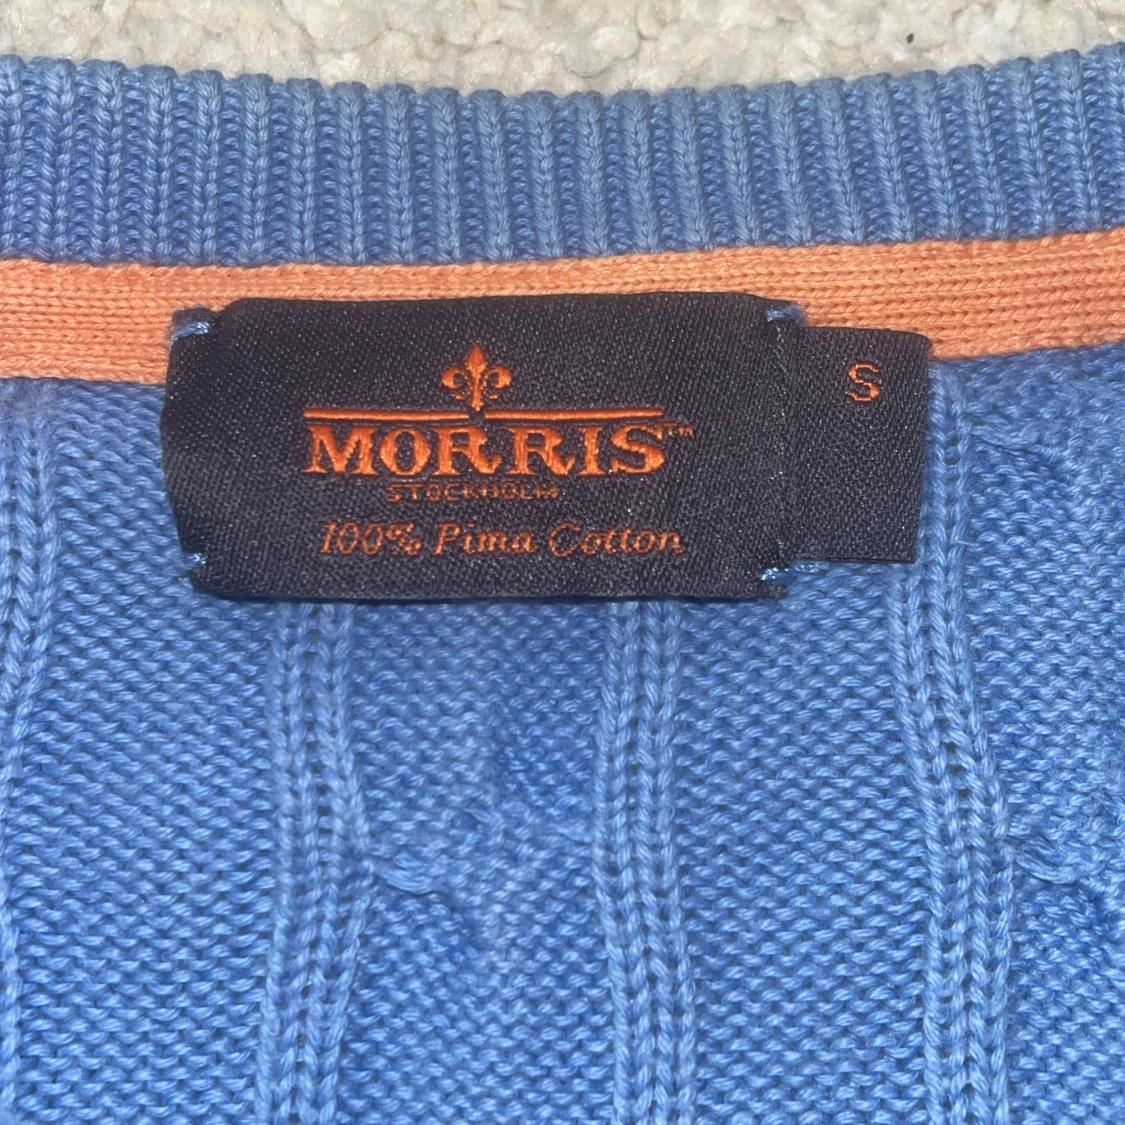 MORRIS™
STOCKHOLM
100% Pima Cotton
S